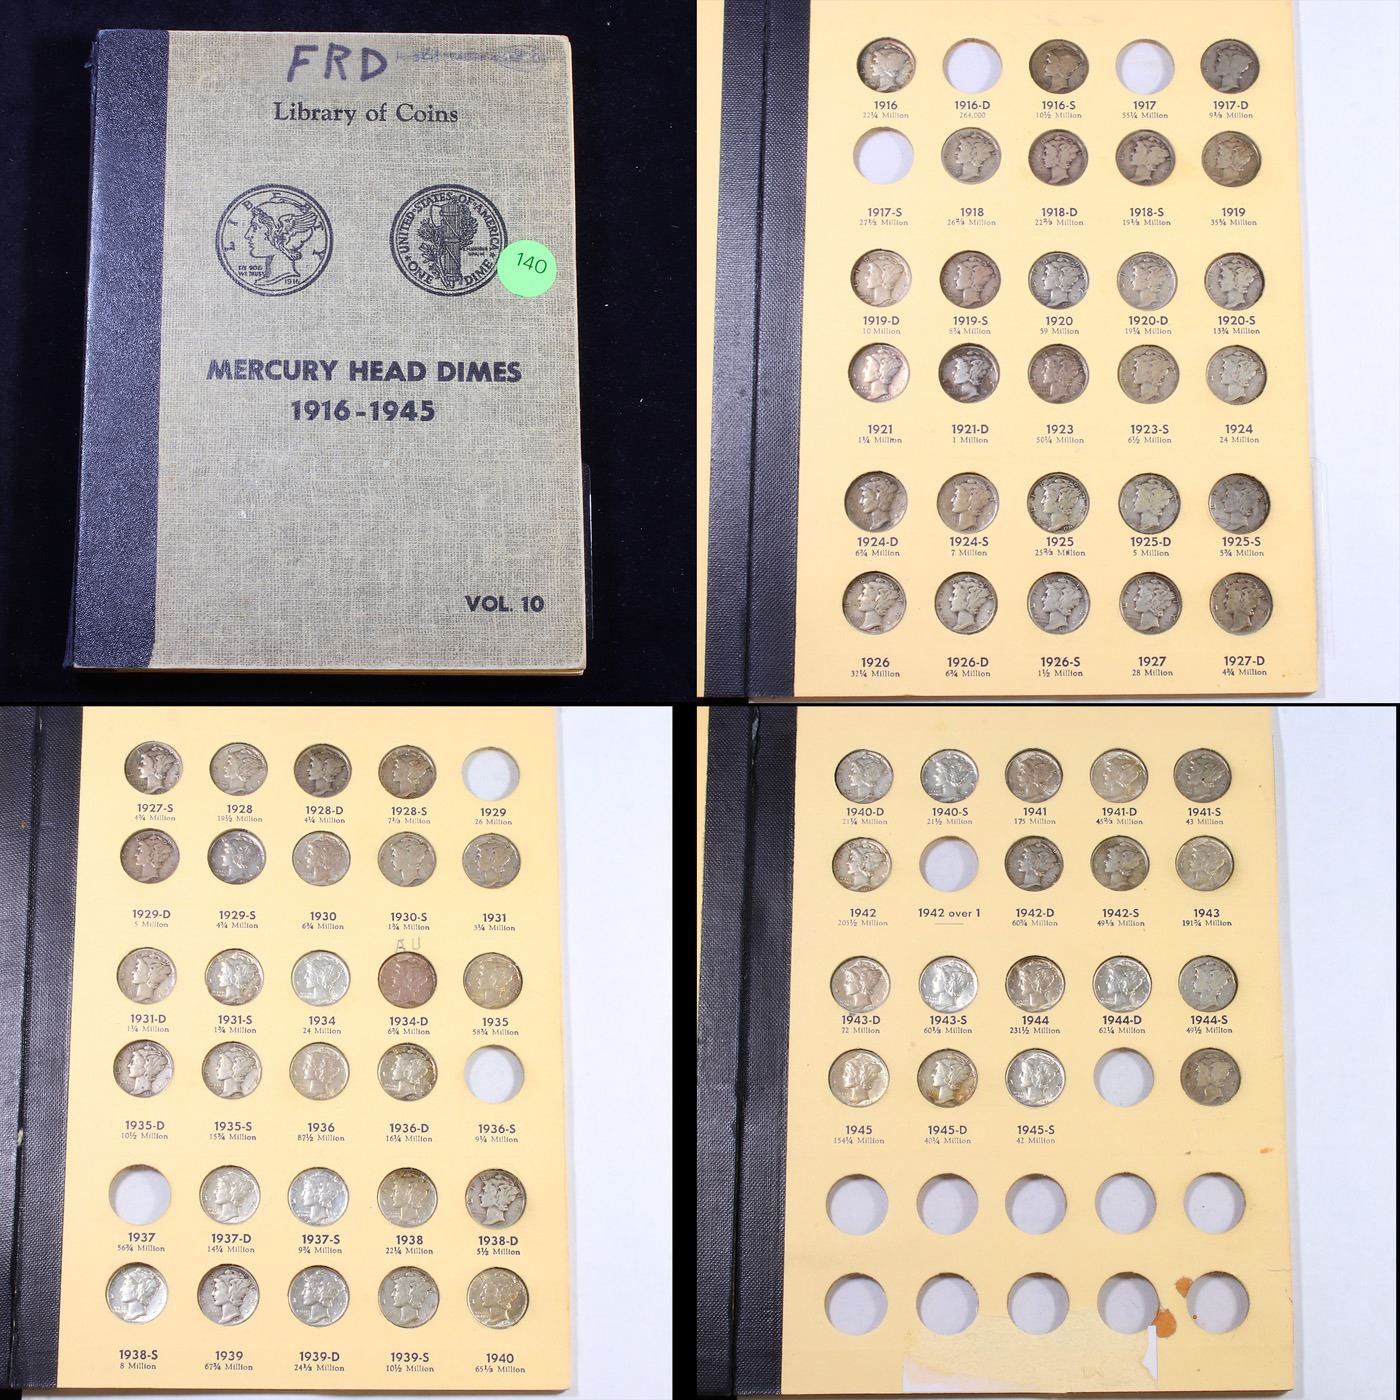 FRD
Library of Coins
LIBERTY
IN GOD
WE TRUST
1916
UNITED·STATES·OF·AMERICA
ONE DIME
140
MERCURY HEAD DIMES
1916-1945
VOL. 10
1916 1916-D 1916-S 1917 1917-D
22¼ Million 264,000 10½ Million 55¼ Million 9⅓ Million
1917-S 1918 1918-D 1918-S 1919
27⅓ Million 26⅔ Million 22⅔ Million 19⅓ Million 35¾ Million
1919-D 1919-S 1920 1920-D 1920-S
10 Million 8¾ Million 59 Million 19¼ Million 13¾ Million
1921 1921-D 1923 1923-S 1924
1¼ Million 1 Million 50¼ Million 6½ Million 24 Million
1924-D 1924-S 1925 1925-D 1925-S
6¾ Million 7 Million 25⅔ Million 5 Million 5¾ Million
1926 1926-D 1926-S 1927 1927-D
32¼ Million 6¾ Million 1½ Million 28 Million 4¾ Million
1927-S 1928 1928-D 1928-S 1929
4¾ Million 19½ Million 4¼ Million 7⅓ Million 26 Million
1929-D 1929-S 1930 1930-S 1931
5 Million 4¾ Million 6¾ Million 1¾ Million 3¼ Million
AU
1931-D 1931-S 1934 1934-D 1935
1¼ Million 1¾ Million 24 Million 6¾ Million 58¾ Million
1935-D 1935-S 1936 1936-D 1936-S
10½ Million 15¾ Million 87½ Million 16¼ Million 9¼ Million
1937 1937-D 1937-S 1938 1938-D
56¾ Million 14¼ Million 9¾ Million 22¼ Million 5½ Million
1938-S 1939 1939-D 1939-S 1940
8 Million 67¾ Million 24⅓ Million 10½ Million 65⅓ Million
1940-D 1940-S 1941 1941-D 1941-S
21¼ Million 21½ Million 175 Million 45⅔ Million 43 Million
1942 1942 over 1 1942-D 1942-S 1943
205½ Million 60¾ Million 49⅓ Million 191¾ Million
1943-D 1943-S 1944 1944-D 1944-S
72 Million 60⅓ Million 231½ Million 62¼ Million 49½ Million
1945 1945-D 1945-S
154¼ Million 40¼ Million 42 Million